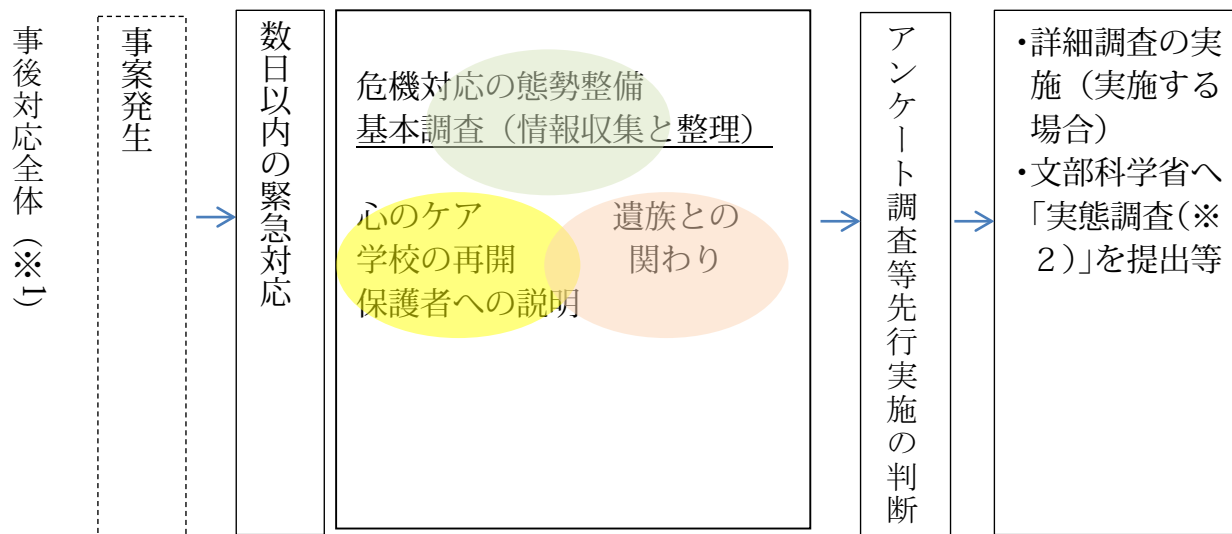 事後対応全体（※1）
事案発生
数日以内の緊急対応
危機対応の態勢整備
基本調査（情報収集と整理）
心のケア
学校の再開
保護者への説明
遺族との
関わり
アンケート調査等先行実施の判断
・詳細調査の実
施（実施する
場合）
・文部科学省へ
「実態調査（※
２）」を提出等